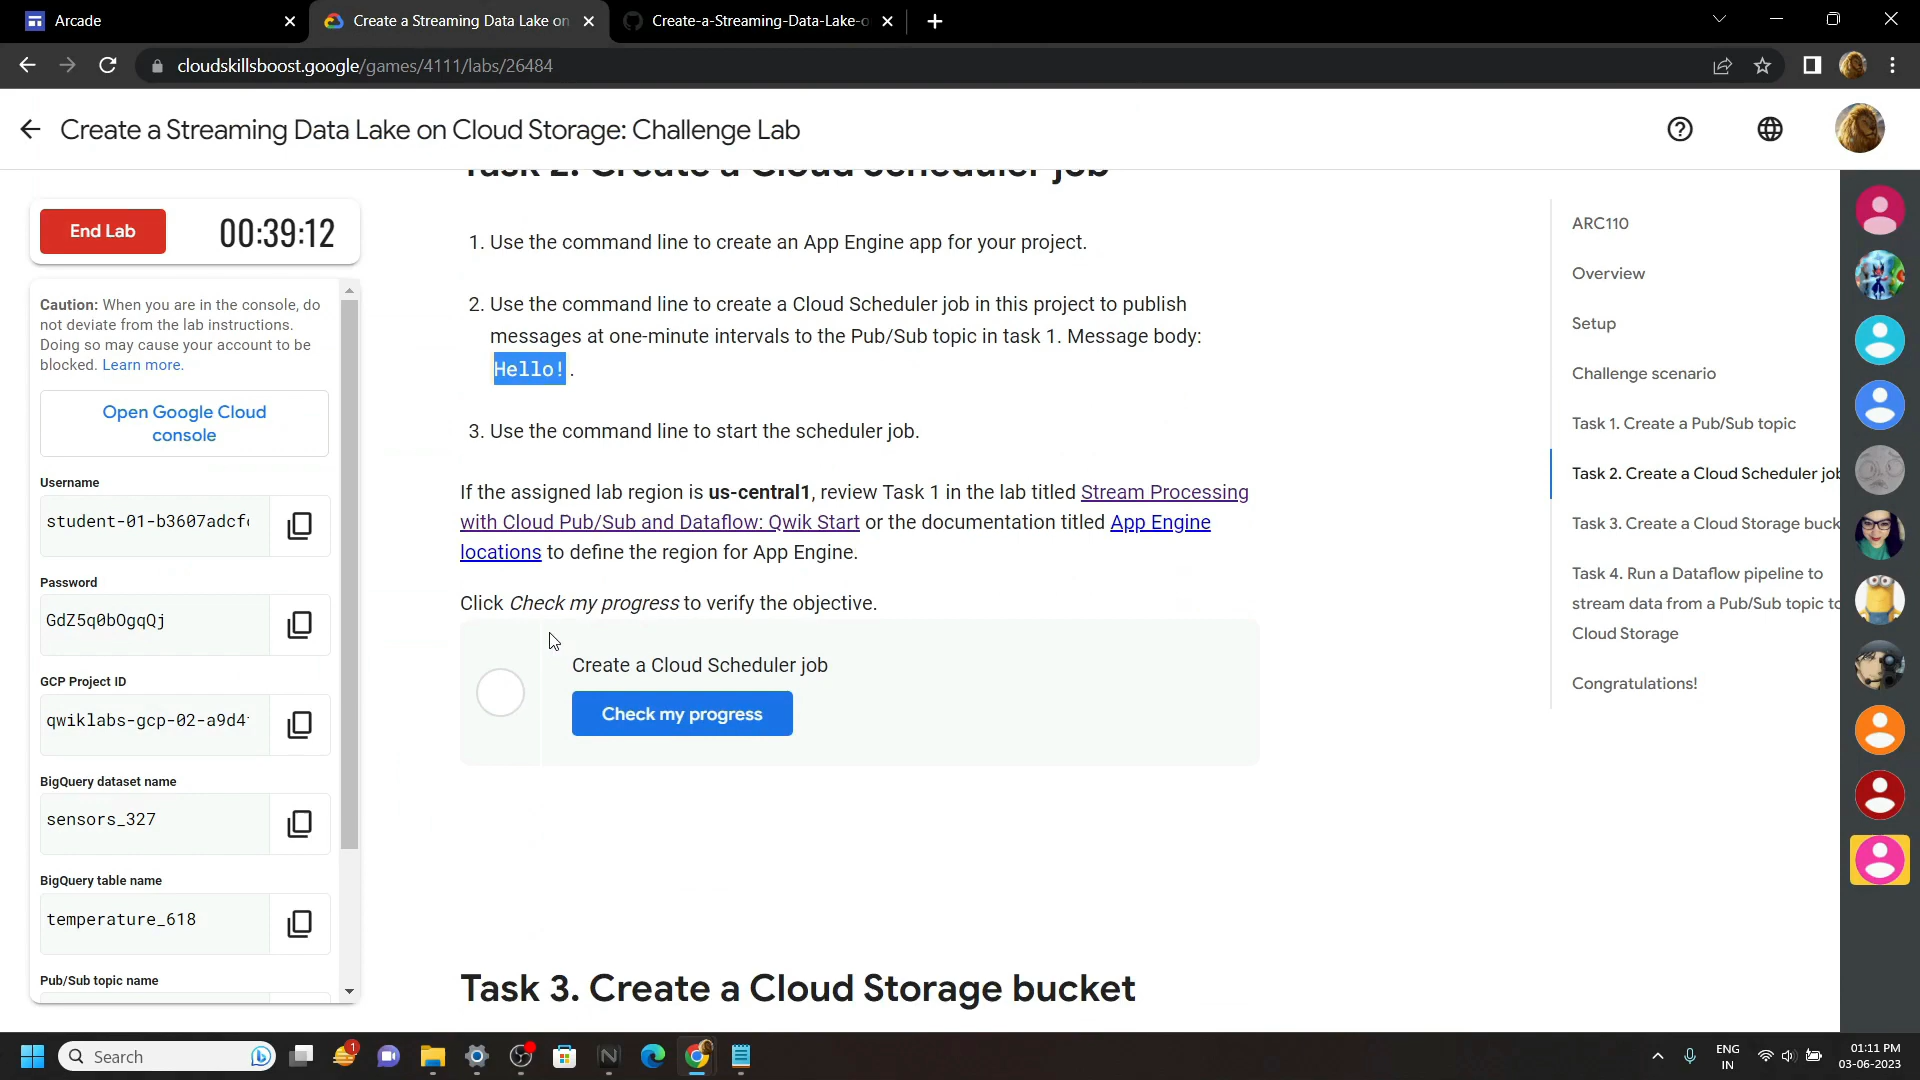 Arcade
Create a Streaming Data Lake on
Create-a-Streaming-Data-Lake-o
cloudskillsboost.google/games/4111/labs/26484
Create a Streaming Data Lake on Cloud Storage: Challenge Lab
End Lab
00:39:12
Caution: When you are in the console, do
not deviate from the lab instructions.
Doing so may cause your account to be
blocked. Learn more.
Open Google Cloud
console
Username
student-01-b3607adcf
Password
GdZ5q0bOgqQj
GCP Project ID
qwiklabs-gcp-02-a9d4
BigQuery dataset name
sensors_327
BigQuery table name
temperature_618
Pub/Sub topic name
Task 2. Create a Cloud Scheduler job
1. Use the command line to create an App Engine app for your project.
2. Use the command line to create a Cloud Scheduler job in this project to publish
messages at one-minute intervals to the Pub/Sub topic in task 1. Message body:
Hello! .
3. Use the command line to start the scheduler job.
If the assigned lab region is us-central1, review Task 1 in the lab titled Stream Processing
with Cloud Pub/Sub and Dataflow: Qwik Start or the documentation titled App Engine
locations to define the region for App Engine.
Click Check my progress to verify the objective.
Create a Cloud Scheduler job
Check my progress
Task 3. Create a Cloud Storage bucket
ARC110
Overview
Setup
Challenge scenario
Task 1. Create a Pub/Sub topic
Task 2. Create a Cloud Scheduler job
Task 3. Create a Cloud Storage buck
Task 4. Run a Dataflow pipeline to
stream data from a Pub/Sub topic to
Cloud Storage
Congratulations!
Search
1
ENG
IN
01:11 PM
03-06-2023